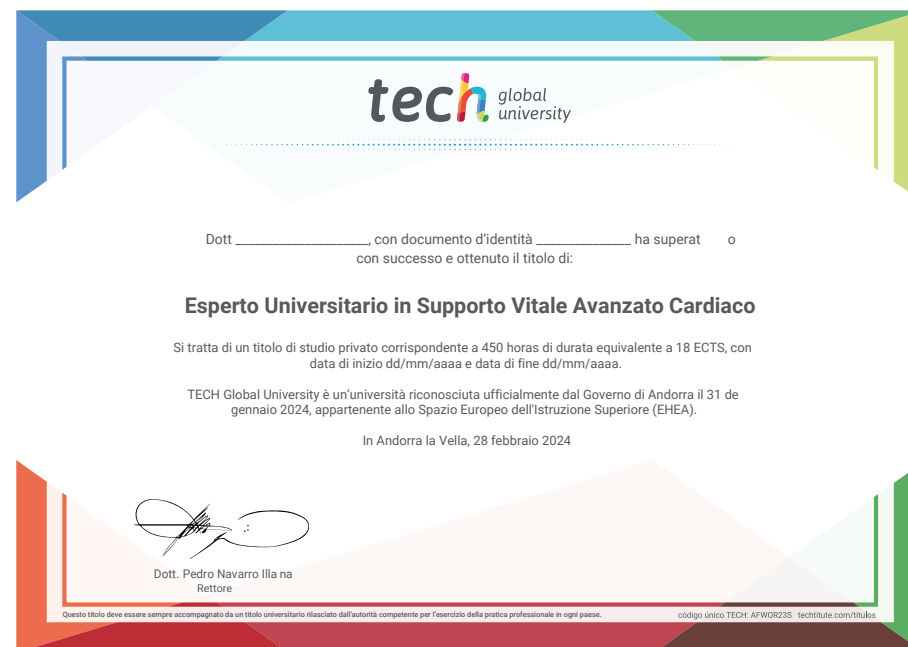 tech global university
Dott _____________________, con documento d'identità _______________ ha superat o
con successo e ottenuto il titolo di:
Esperto Universitario in Supporto Vitale Avanzato Cardiaco
Si tratta di un titolo di studio privato corrispondente a 450 horas di durata equivalente a 18 ECTS, con
data di inizio dd/mm/aaaa e data di fine dd/mm/aaaa.
TECH Global University è un'università riconosciuta ufficialmente dal Governo di Andorra il 31 de
gennaio 2024, appartenente allo Spazio Europeo dell'Istruzione Superiore (EHEA).
In Andorra la Vella, 28 febbraio 2024
Dott. Pedro Navarro Illa na
Rettore
Questo titolo deve essere sempre accompagnato da un titolo universitario rilasciato dall'autorità competente per l'esercizio della pratica professionale in ogni paese.
código único TECH: AFWOR23S techtitute.com/titulos